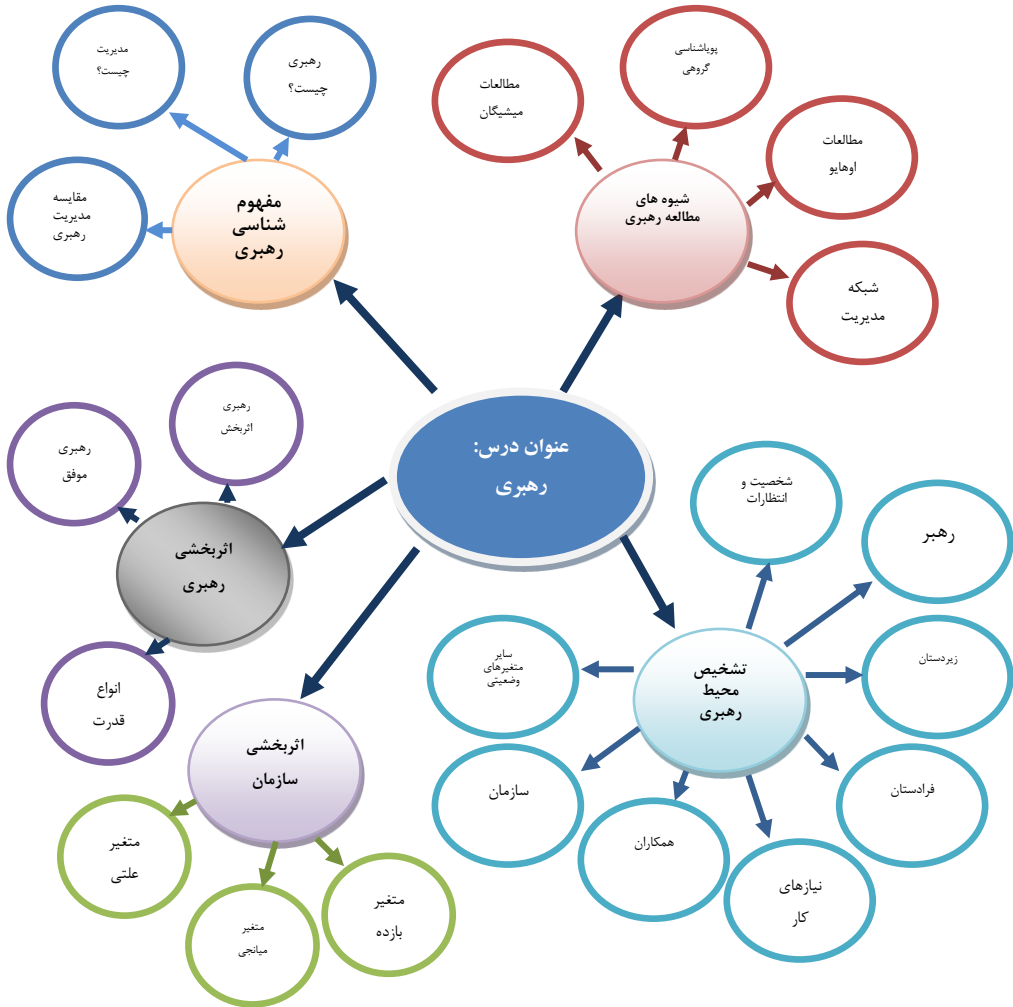 عنوان درس:
رهبری
مفهوم
شناسی
رهبری
رهبری
چیست؟
مدیریت
چیست؟
مقایسه
مدیریت
رهبری
شیوه های
مطالعه رهبری
مطالعات
میشیگان
پویاشناسی
گروهی
مطالعات
اوهایو
شبکه
مدیریت
اثربخشی
رهبری
رهبری
اثربخش
رهبری
موفق
انواع
قدرت
اثربخشی
سازمان
متغیر
علتی
متغیر
میانجی
متغیر
بازده
تشخیص
محیط
رهبری
شخصیت و
انتظارات
رهبر
زیردستان
فرادستان
نیازهای
کار
همکاران
سازمان
سایر
متغیرهای
وضعیتی